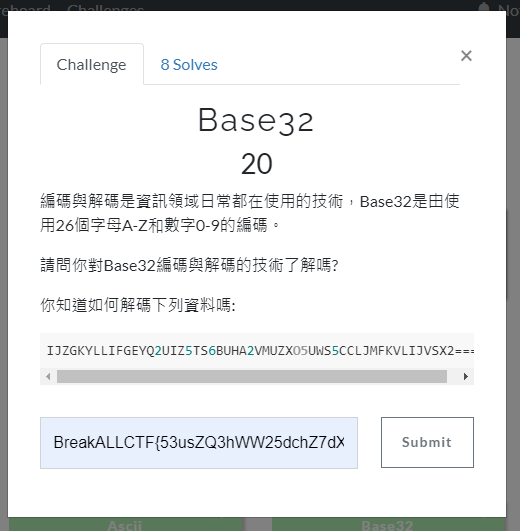 Challenges
Challenge
8 Solves
×
Base32
20
編碼與解碼是資訊領域日常都在使用的技術，Base32是由使
用26個字母A-Z和數字0-9的編碼。
請問你對Base32編碼與解碼的技術了解嗎?
你知道如何解碼下列資料嗎:
IJZGKYLLIFGEYQ2UIZ5TS6BUHA2VMUZXO5UWS5CCLJMFKVLIJVSX2===
BreakALLCTF{53usZQ3hWW25dchZ7dX
Submit
Ascii
Base32